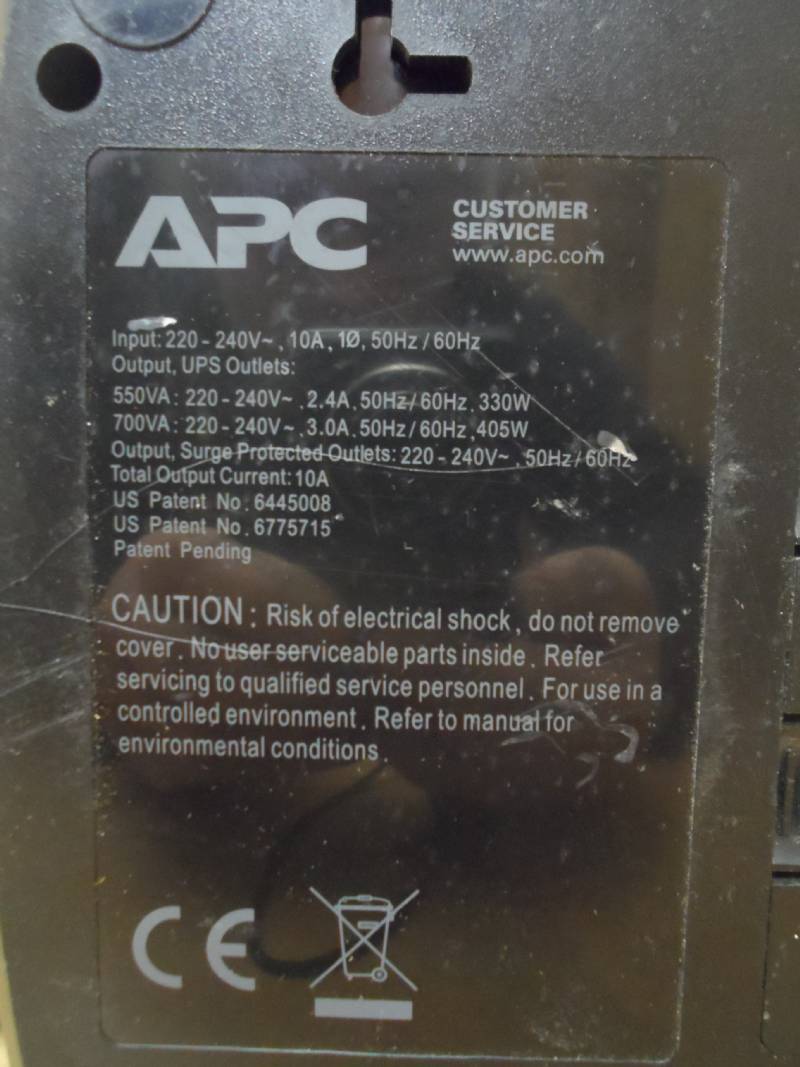 APC
CUSTOMER
SERVICE
www.apc.com
Input: 220 - 240V~, 10A, 1Ø, 50Hz / 60Hz
Output, UPS Outlets:
550VA : 220 - 240V~ , 2.4A, 50Hz / 60Hz, 330W
700VA : 220 - 240V~ , 3.0A, 50Hz / 60Hz, 405W
Output, Surge Protected Outlets: 220 - 240V~ , 50Hz / 60Hz
Total Output Current: 10A
US Patent No. 6445008
US Patent No. 6775715
Patent Pending
CAUTION : Risk of electrical shock, do not remove
cover. No user serviceable parts inside. Refer
servicing to qualified service personnel. For use in a
controlled environment. Refer to manual for
environmental conditions.
CE